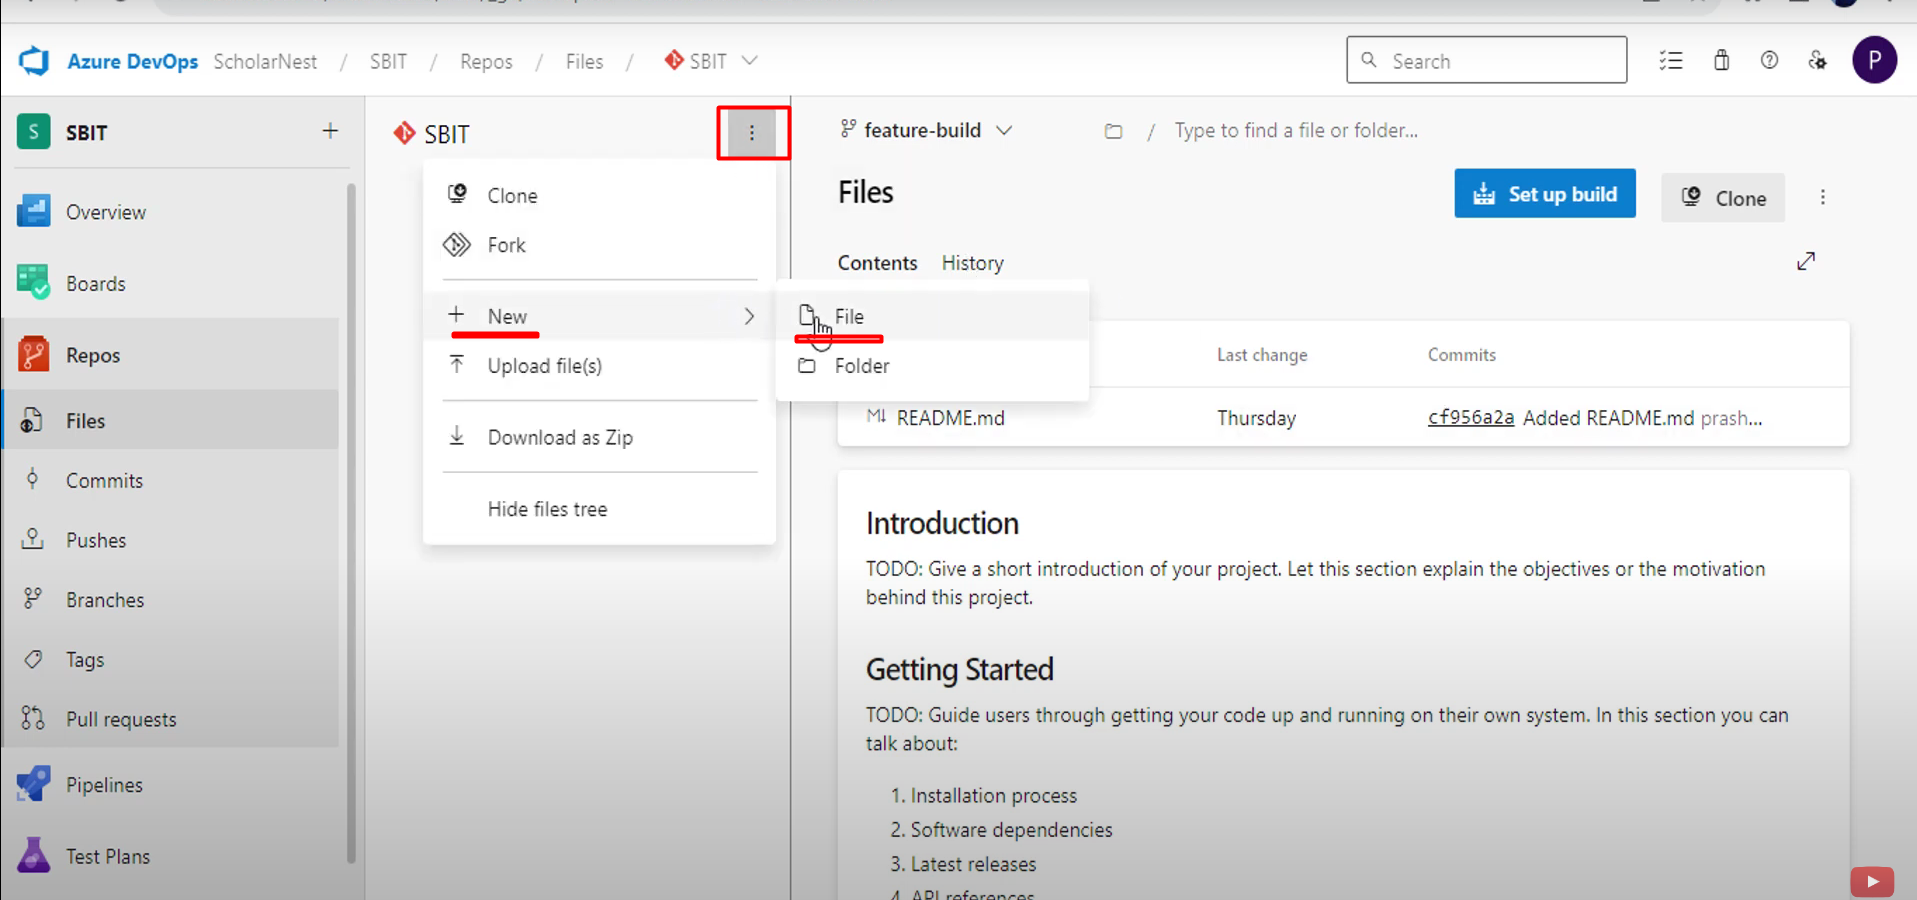 Azure DevOps ScholarNest / SBIT / Repos / Files / SBIT
Search
P
S SBIT +
Overview
Boards
Repos
Files
Commits
Pushes
Branches
Tags
Pull requests
Pipelines
Test Plans
SBIT
Clone
Fork
New
Upload file(s)
Download as Zip
Hide files tree
File
Folder
feature-build
/ Type to find a file or folder...
Files
Set up build
Clone
Contents History
Last change Commits
M↓ README.md Thursday cf956a2a Added README.md prash...
Introduction
TODO: Give a short introduction of your project. Let this section explain the objectives or the motivation
behind this project.
Getting Started
TODO: Guide users through getting your code up and running on their own system. In this section you can
talk about:
1. Installation process
2. Software dependencies
3. Latest releases
4. API references